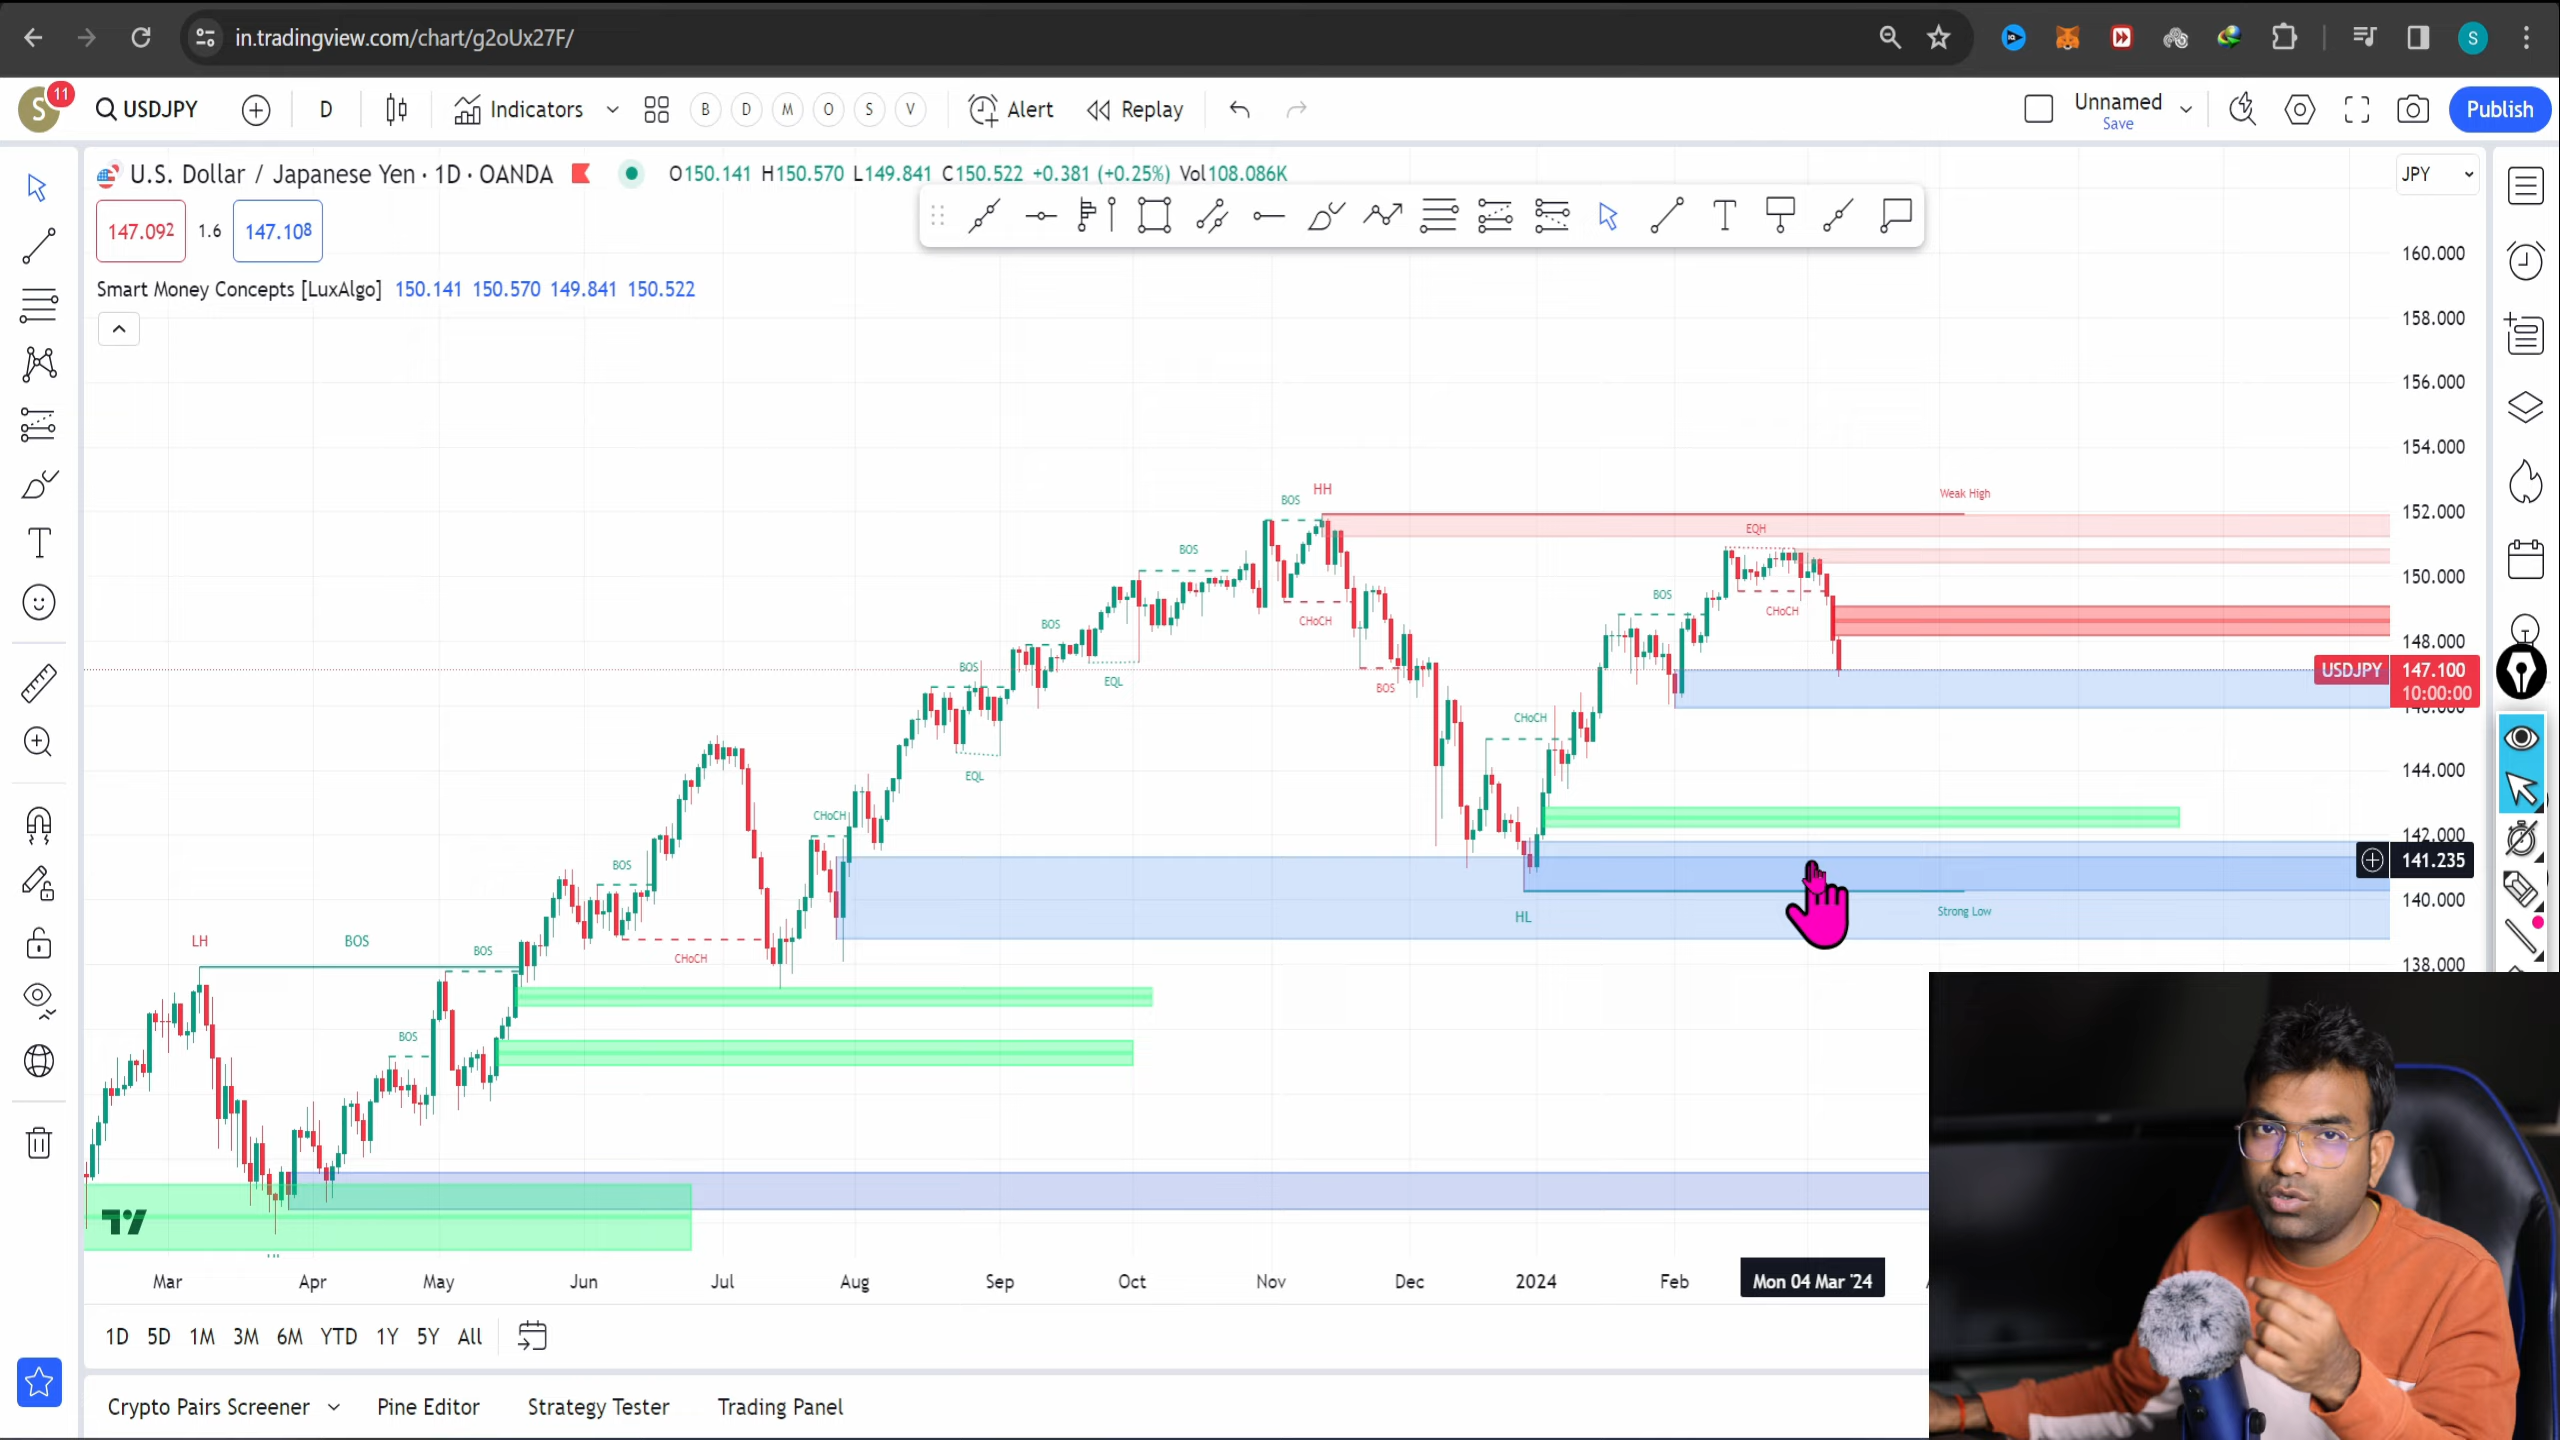 in.tradingview.com/chart/g2oUx27F/
S
S
11
USDJPY
D
Indicators
B
D
M
O
S
V
Alert
Replay
Unnamed
Save
Publish
U.S. Dollar / Japanese Yen · 1D · OANDA
O150.141 H150.570 L149.841 C150.522 +0.381 (+0.25%) Vol108.086K
JPY
147.092
1.6
147.108
Smart Money Concepts [LuxAlgo] 150.141 150.570 149.841 150.522
160.000
158.000
156.000
154.000
152.000
150.000
148.000
USDJPY
147.100
10:00:00
144.000
142.000
141.235
140.000
138.000
Weak High
BOS
HH
EQH
BOS
BOS
CHoCH
CHoCH
BOS
BOS
EQL
BOS
CHoCH
EQL
CHoCH
BOS
HL
Strong Low
LH
BOS
BOS
CHoCH
BOS
Mar
Apr
May
Jun
Jul
Aug
Sep
Oct
Nov
Dec
2024
Feb
Mon 04 Mar '24
1D
5D
1M
3M
6M
YTD
1Y
5Y
All
Crypto Pairs Screener
Pine Editor
Strategy Tester
Trading Panel